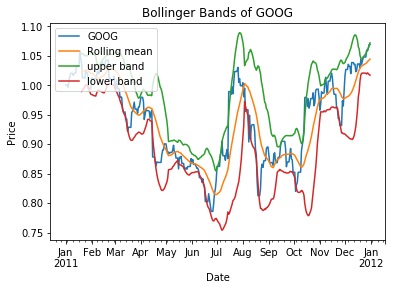 Bollinger Bands of GOOG
GOOG
Rolling mean
upper band
lower band
Price
1.10
1.05
1.00
0.95
0.90
0.85
0.80
0.75
Jan Feb Mar Apr May Jun Jul Aug Sep Oct Nov Dec Jan
2011 2012
Date